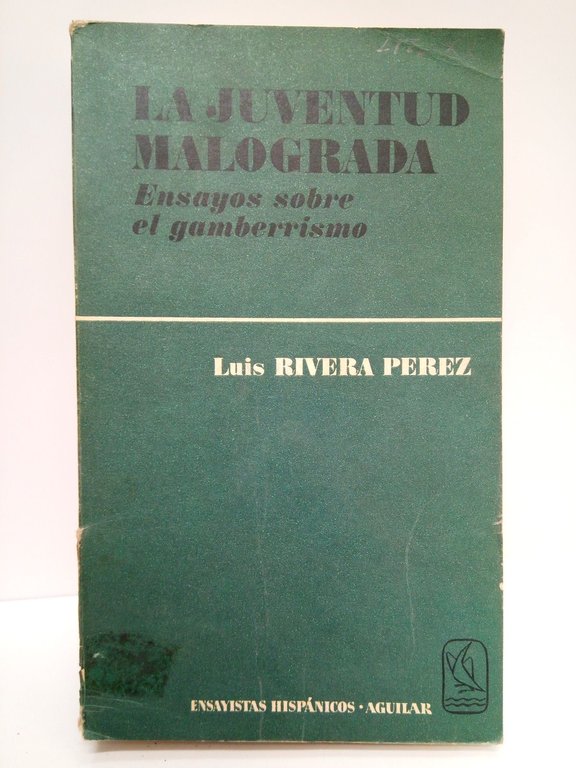 LA JUVENTUD
MALOGRADA
Ensayos sobre
el gamberrismo
Luis RIVERA PEREZ
ENSAYISTAS HISPÁNICOS • AGUILAR